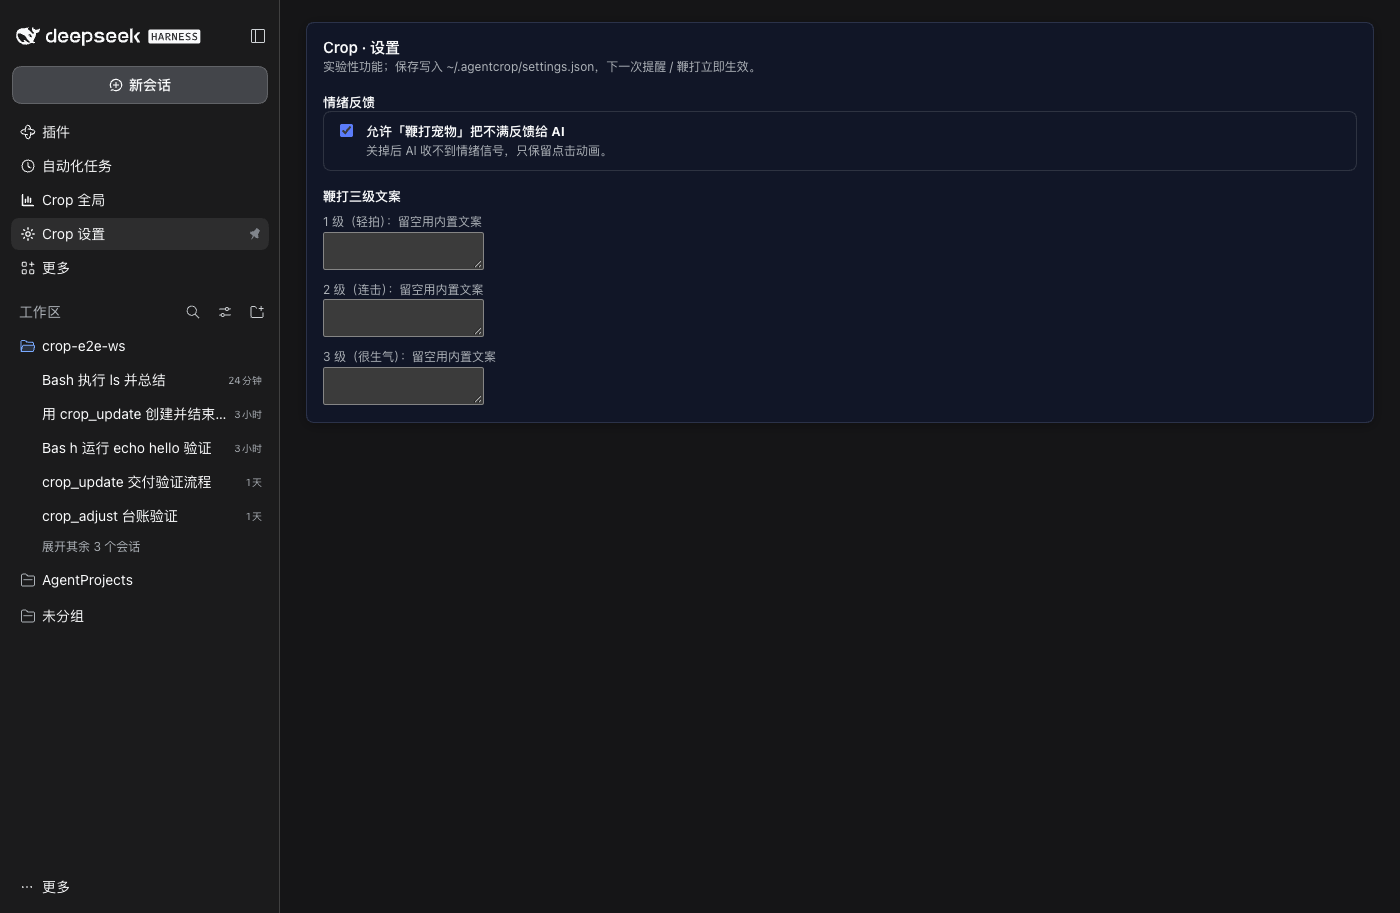 deepseek HARNESS
新会话
插件
自动化任务
Crop 全局
Crop 设置
更多
工作区
crop-e2e-ws
Bash 执行 ls 并总结 24 分钟
用 crop_update 创建并结束... 3 小时
Bas h 运行 echo hello 验证 3 小时
crop_update 交付验证流程 1 天
crop_adjust 台账验证 1 天
展开其余 3 个会话
AgentProjects
未分组
更多
Crop · 设置
实验性功能；保存写入 ~/.agentcrop/settings.json，下一次提醒 / 鞭打立即生效。
情绪反馈
允许「鞭打宠物」把不满反馈给 AI
关掉后 AI 收不到情绪信号，只保留点击动画。
鞭打三级文案
1 级（轻拍）：留空用内置文案
2 级（连击）：留空用内置文案
3 级（很生气）：留空用内置文案